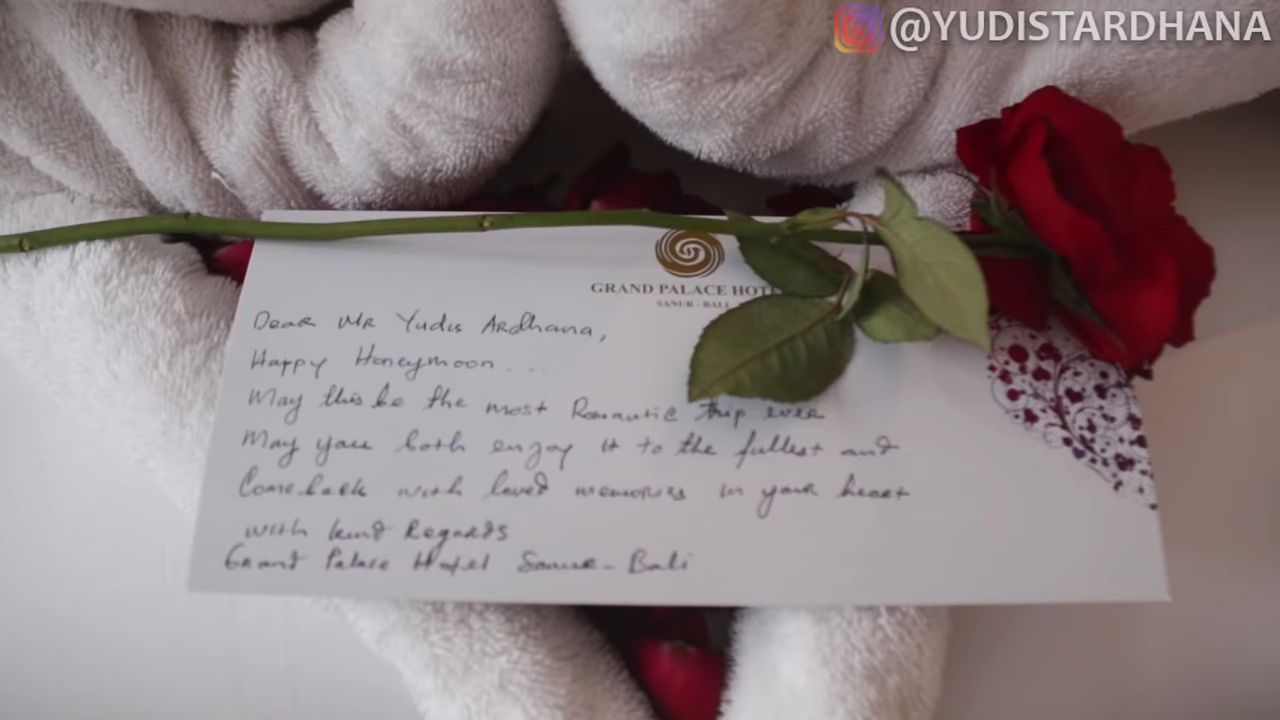 @YUDISTARDHANA
GRAND PALACE
SANUR - BALI
Dear Mr Yudis Ardhana,
Happy Honeymoon...
May this be the most Romantic trip ever
May you both enjoy it to the fullest and
Come back with loved memories in your heart
with kind Regards
Grand Palace Hotel Sanur - Bali